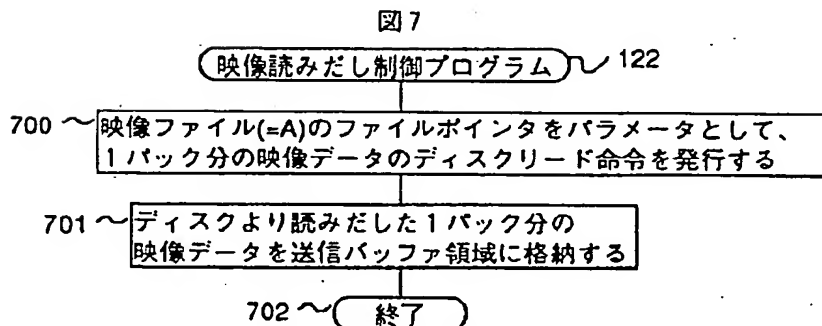 図7
映像読みだし制御プログラム 122
700 映像ファイル(=A)のファイルポインタをパラメータとして、
1パック分の映像データのディスクリード命令を発行する
701 ディスクより読みだした1パック分の
映像データを送信バッファ領域に格納する
702 終了